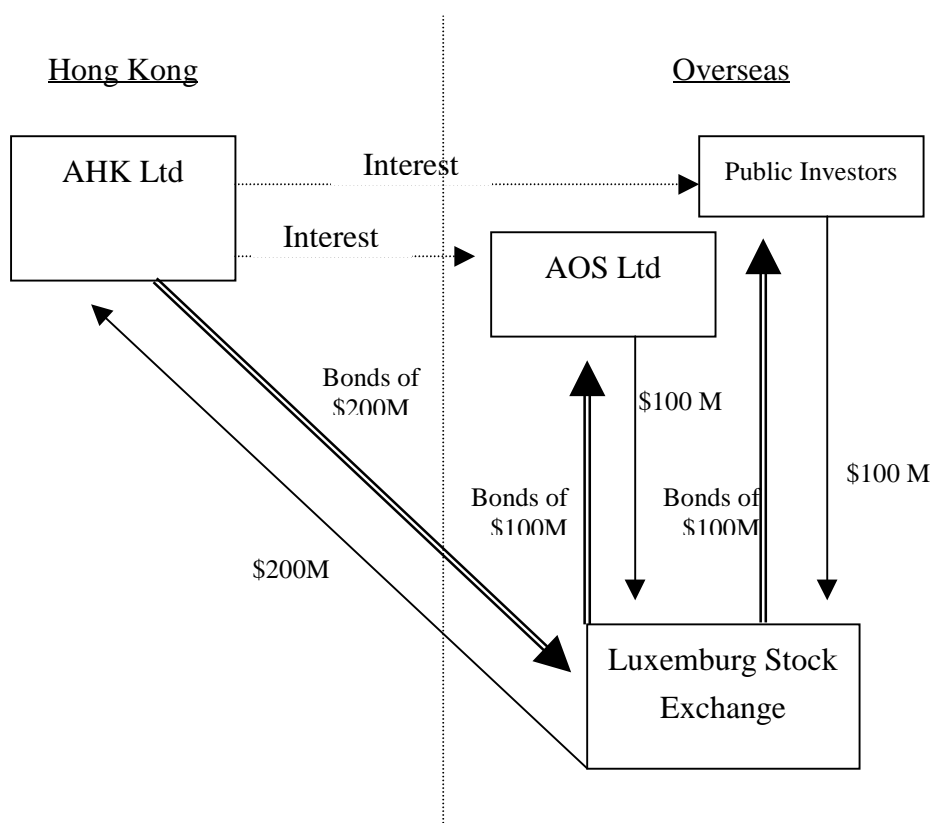 Hong Kong
Overseas
AHK Ltd
Interest
Public Investors
Interest
AOS Ltd
Bonds of
$200M
$100 M
$100 M
Bonds of
$100M
Bonds of
$100M
$200M
Luxemburg Stock
Exchange